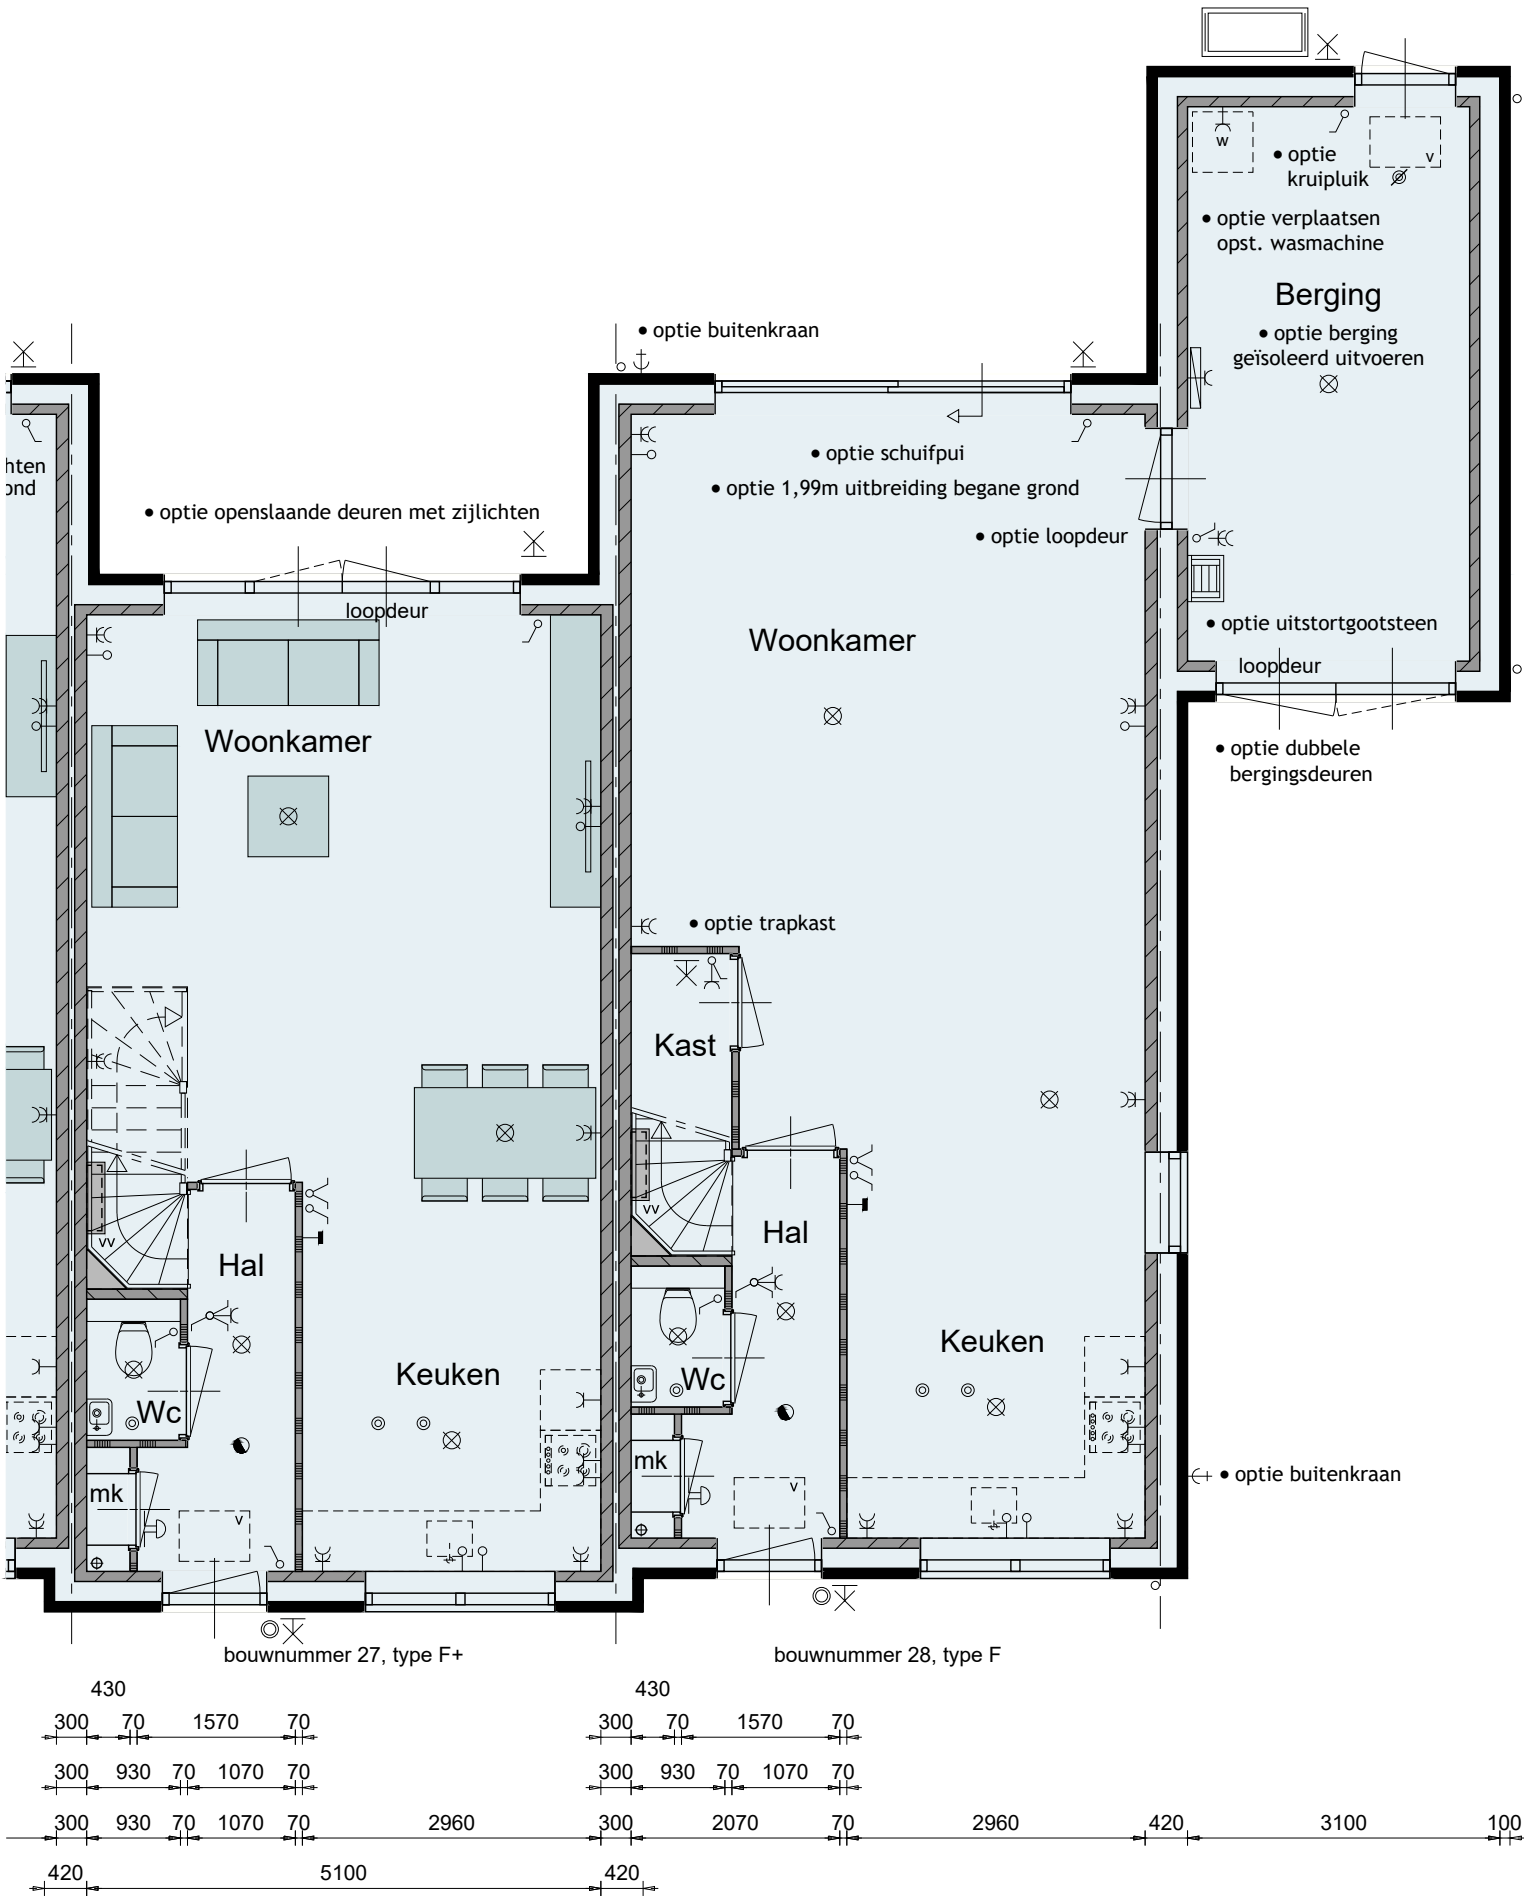 w
• optie
kruipluik
v
• optie verplaatsen
opst. wasmachine
Berging
• optie berging
geïsoleerd uitvoeren
• optie buitenkraan
• optie schuifpui
• optie 1,99m uitbreiding begane grond
• optie loopdeur
• optie openslaande deuren met zijlichten
loopdeur
• optie uitstortgootsteen
loopdeur
Woonkamer
Woonkamer
• optie dubbele
bergingsdeuren
• optie trapkast
Kast
vv
vv
Hal
Hal
Keuken
Keuken
Wc
Wc
mk
mk
v
v
• optie buitenkraan
bouwnummer 27, type F+
bouwnummer 28, type F
430
430
300 70 1570 70
300 70 1570 70
300 930 70 1070 70
300 930 70 1070 70
300 930 70 1070 70 2960 300 2070 70 2960 420 3100 100
420 5100 420